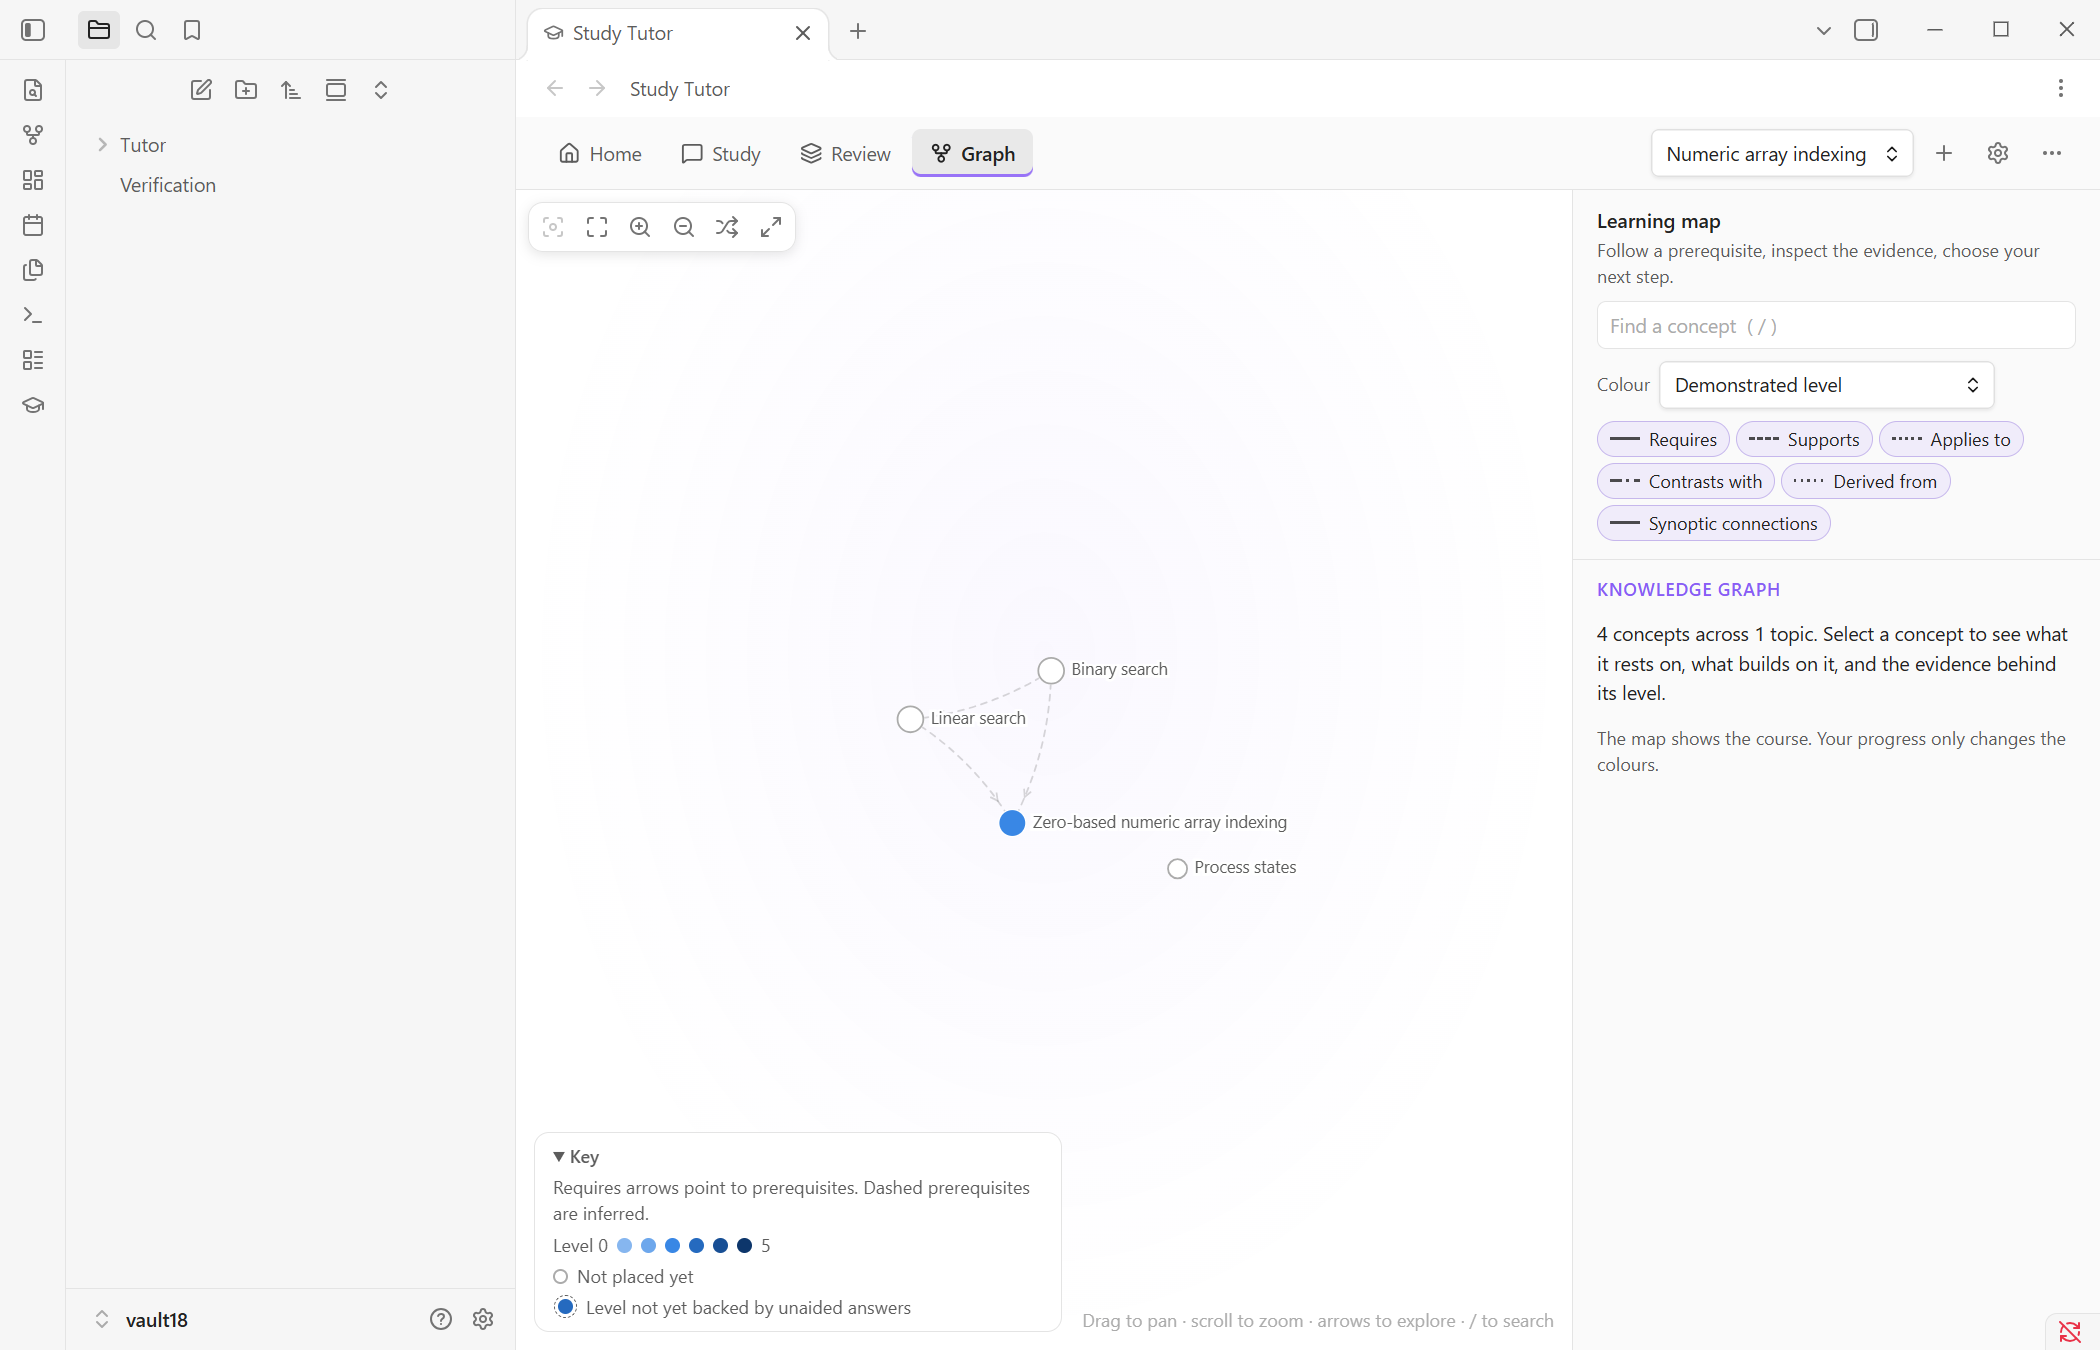 Study Tutor
Study Tutor
Tutor
Verification
Home
Study
Review
Graph
Numeric array indexing
Learning map
Follow a prerequisite, inspect the evidence, choose your
next step.
Find a concept ( / )
Colour
Demonstrated level
Requires
Supports
Applies to
Contrasts with
Derived from
Synoptic connections
KNOWLEDGE GRAPH
4 concepts across 1 topic. Select a concept to see what
it rests on, what builds on it, and the evidence behind
its level.
The map shows the course. Your progress only changes the
colours.
Binary search
Linear search
Zero-based numeric array indexing
Process states
Key
Requires arrows point to prerequisites. Dashed prerequisites
are inferred.
Level 0 5
Not placed yet
Level not yet backed by unaided answers
Drag to pan · scroll to zoom · arrows to explore · / to search
vault18